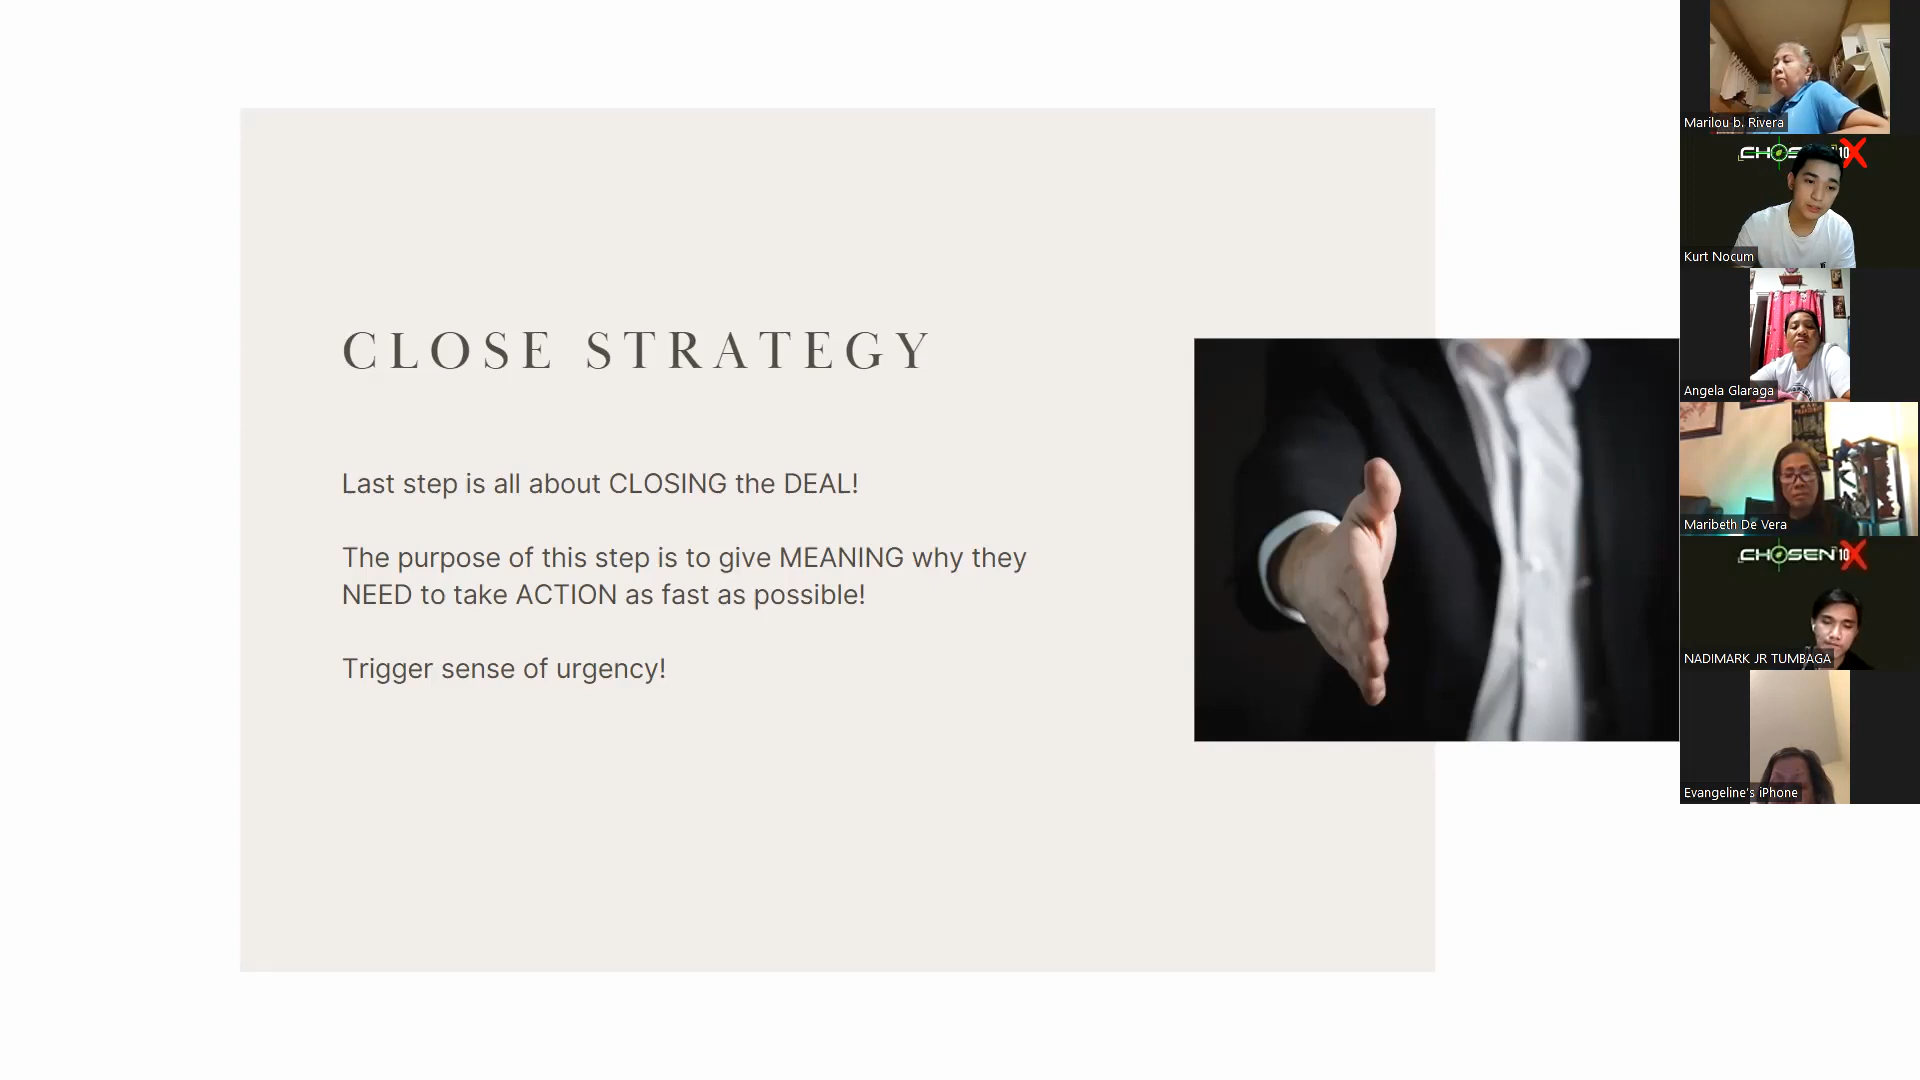 CLOSE STRATEGY
Last step is all about CLOSING the DEAL!
The purpose of this step is to give MEANING why they
NEED to take ACTION as fast as possible!
Trigger sense of urgency!
Marilou b. Rivera
Kurt Nocum
Angela Glaraga
Maribeth De Vera
CHOSEN 10X
NADIMARK JR TUMBAGA
Evangeline's iPhone